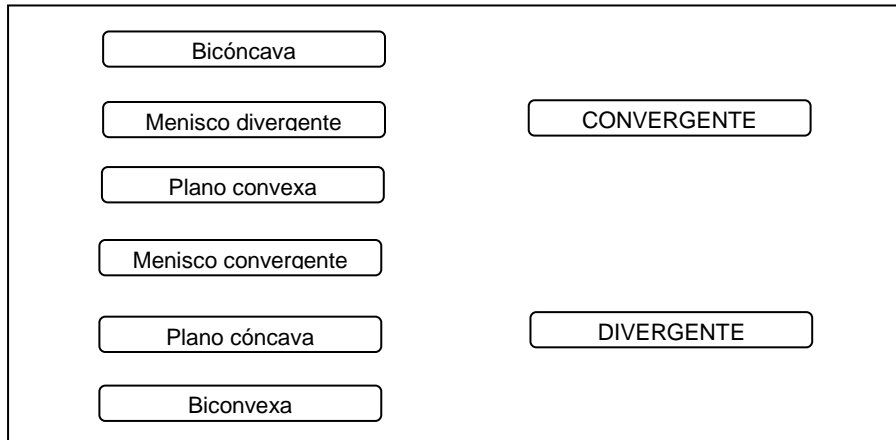 Bicóncava
Menisco divergente
CONVERGENTE
Plano convexa
Menisco convergente
Plano cóncava
DIVERGENTE
Biconvexa